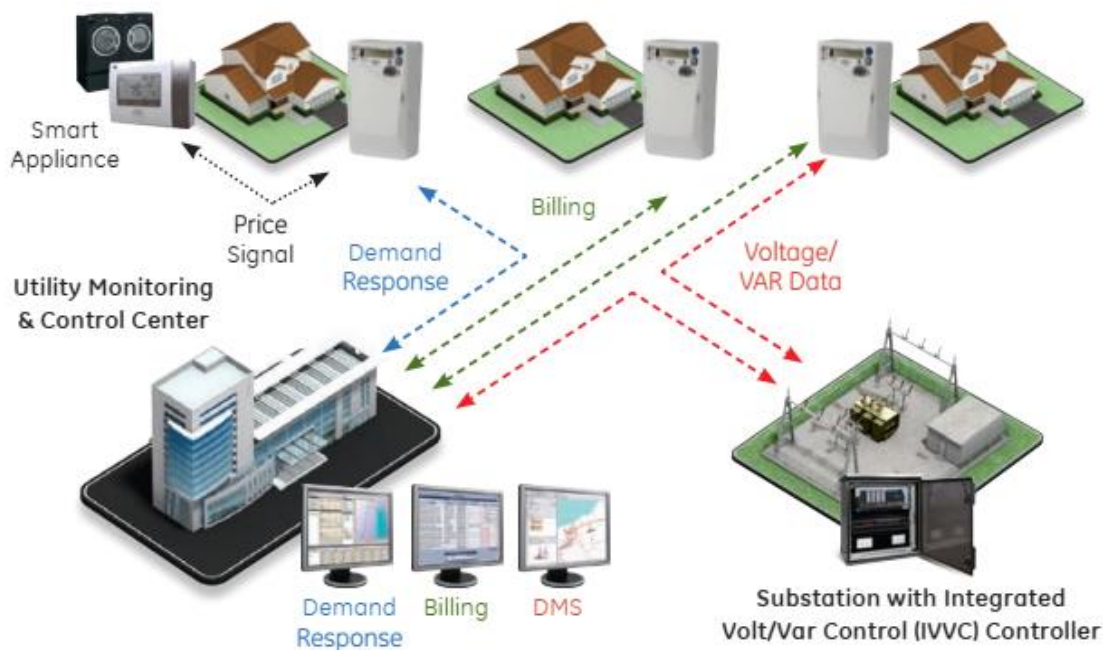 Smart
Appliance
Price
Signal
Billing
Demand
Response
Voltage/
VAR Data
Utility Monitoring
& Control Center
Demand
Response
Billing
DMS
Substation with Integrated
Volt/Var Control (IVVC) Controller